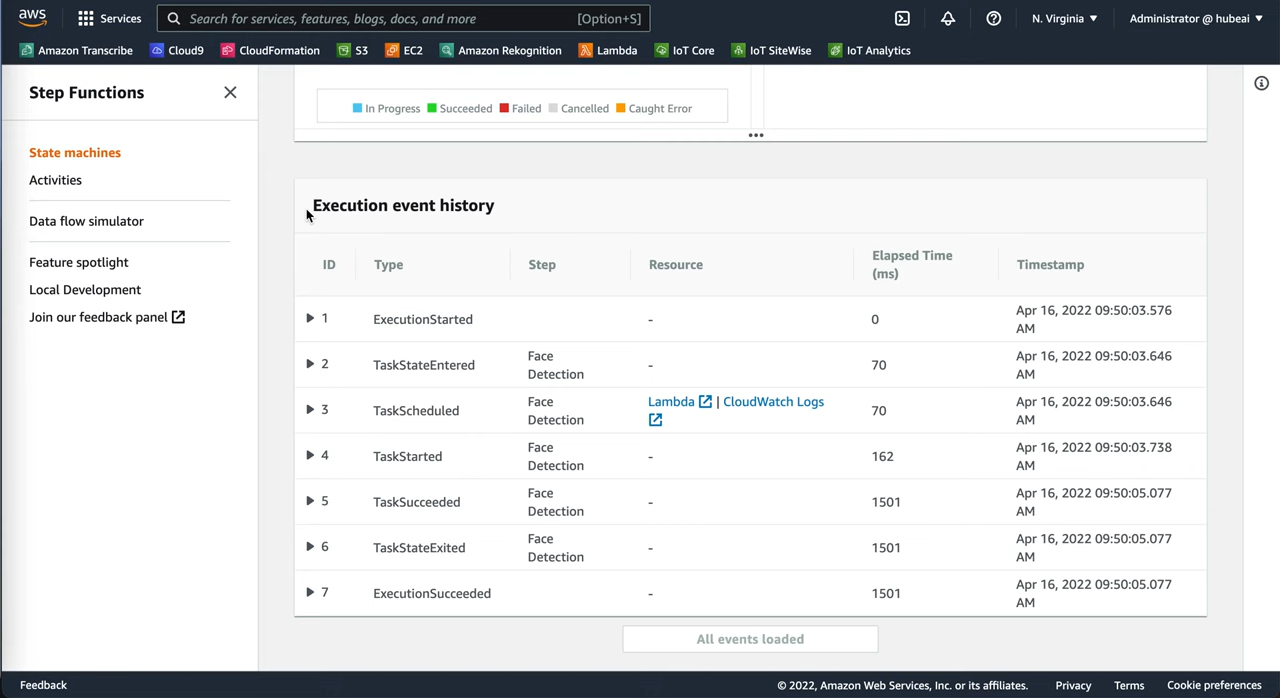 aws
Services
Search for services, features, blogs, docs, and more [Option+S]
N. Virginia ▼
Administrator @ hubeai ▼
Amazon Transcribe Cloud9 CloudFormation S3 EC2 Amazon Rekognition Lambda IoT Core IoT SiteWise IoT Analytics
Step Functions
State machines
Activities
Data flow simulator
Feature spotlight
Local Development
Join our feedback panel
In Progress Succeeded Failed Cancelled Caught Error
Execution event history
ID Type Step Resource Elapsed Time (ms) Timestamp
1 ExecutionStarted - 0 Apr 16, 2022 09:50:03.576 AM
2 TaskStateEntered Face Detection - 70 Apr 16, 2022 09:50:03.646 AM
3 TaskScheduled Face Detection Lambda | CloudWatch Logs 70 Apr 16, 2022 09:50:03.646 AM
4 TaskStarted Face Detection - 162 Apr 16, 2022 09:50:03.738 AM
5 TaskSucceeded Face Detection - 1501 Apr 16, 2022 09:50:05.077 AM
6 TaskStateExited Face Detection - 1501 Apr 16, 2022 09:50:05.077 AM
7 ExecutionSucceeded - 1501 Apr 16, 2022 09:50:05.077 AM
All events loaded
Feedback © 2022, Amazon Web Services, Inc. or its affiliates. Privacy Terms Cookie preferences